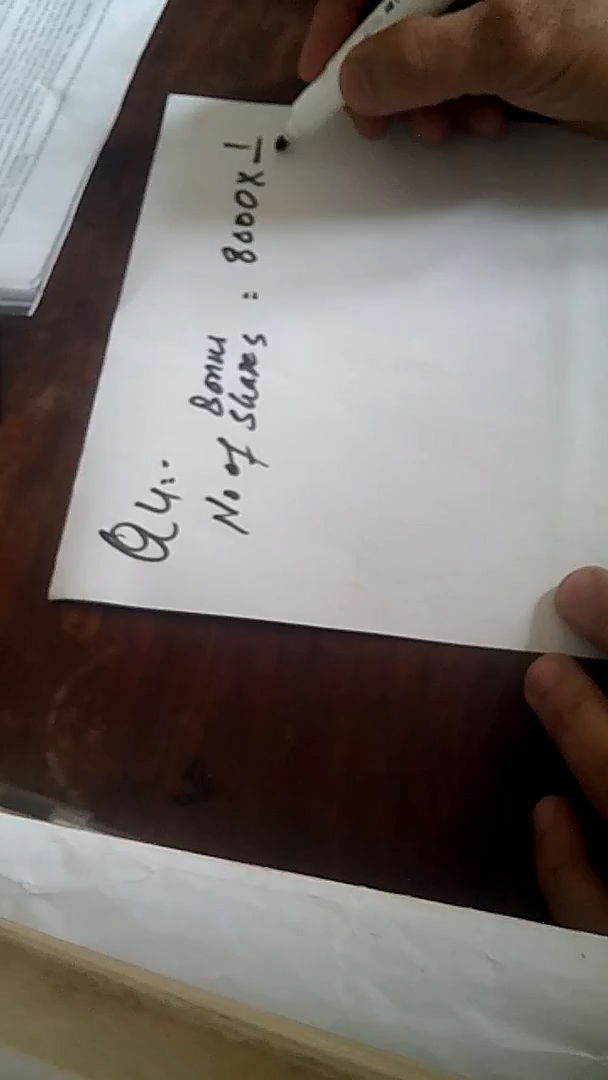 Q4:-
No of Bonus Shares = 8000 x 1